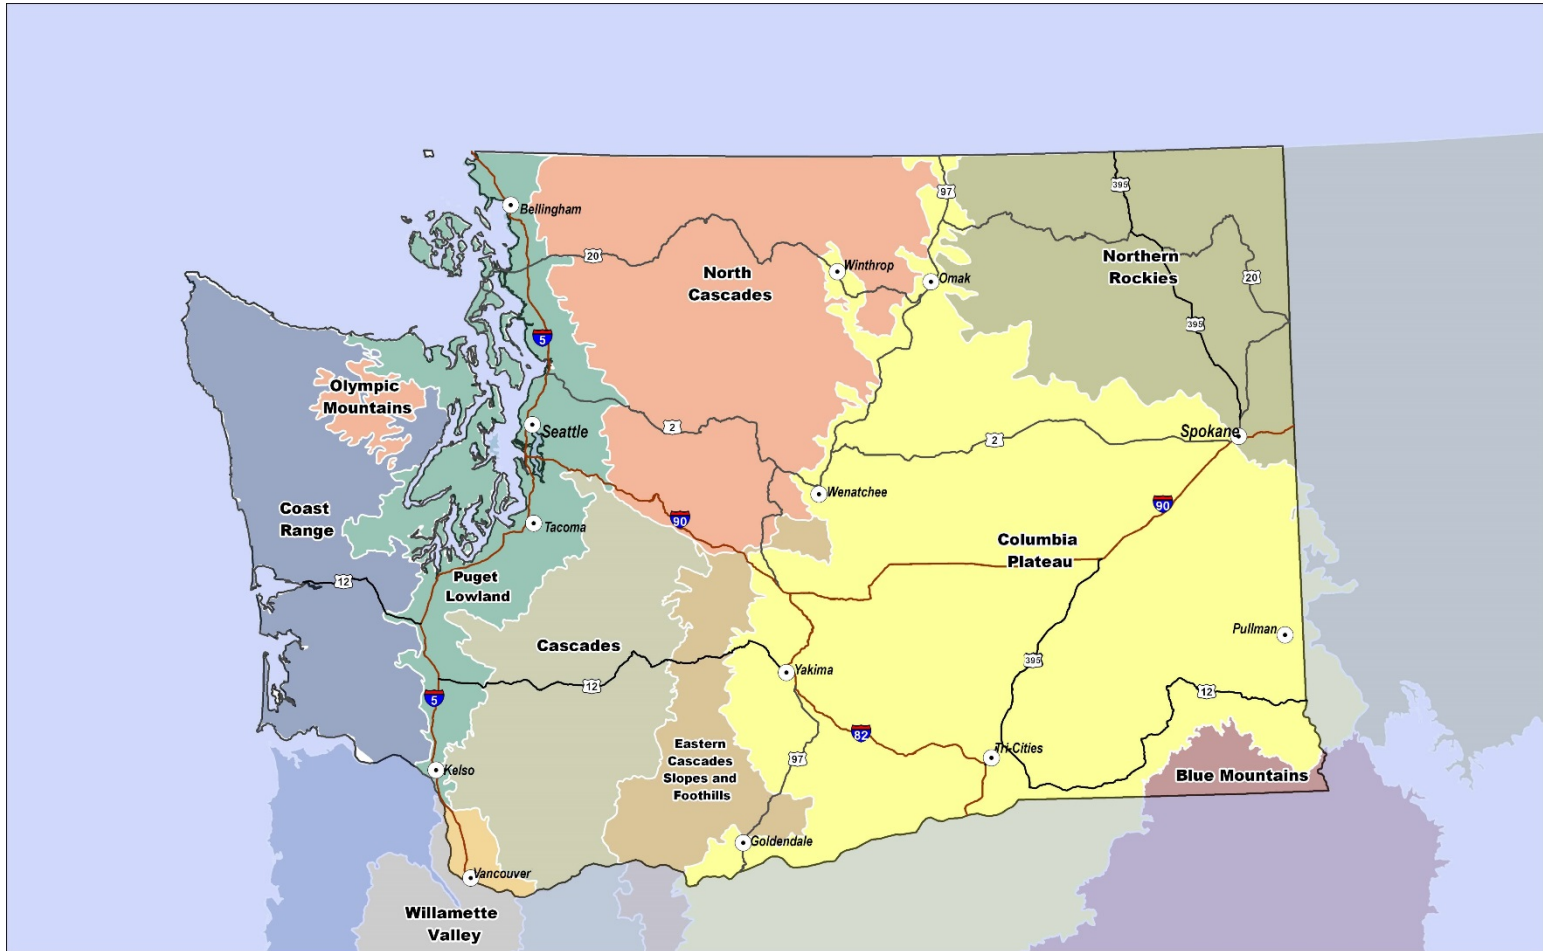 395
97
Bellingham
20
Northern
Rockies
Winthrop
North
Cascades
Omak
20
395
5
Olympic
Mountains
2
Seattle
Spokane
2
Wenatchee
90
Coast
Range
90
Tacoma
Columbia
Plateau
12
Puget
Lowland
Pullman
Cascades
395
Yakima
12
12
5
82
Eastern
Cascades
Slopes and
Foothills
97
Tri-Cities
Kelso
Blue Mountains
Goldendale
Vancouver
Willamette
Valley